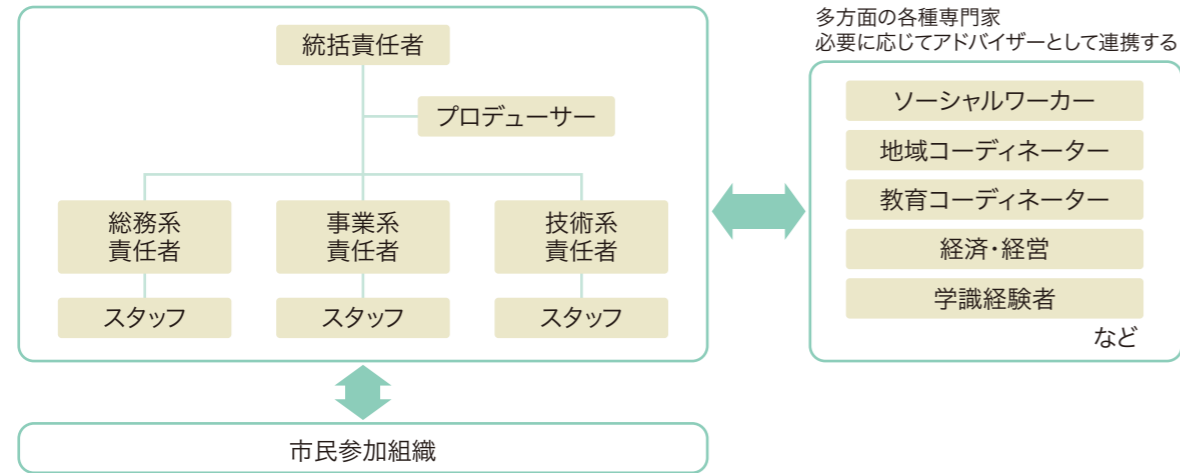 統括責任者
プロデューサー
総務系
責任者
事業系
責任者
技術系
責任者
スタッフ
スタッフ
スタッフ
市民参加組織
多方面の各種専門家
必要に応じてアドバイザーとして連携する
ソーシャルワーカー
地域コーディネーター
教育コーディネーター
経済・経営
学識経験者
など